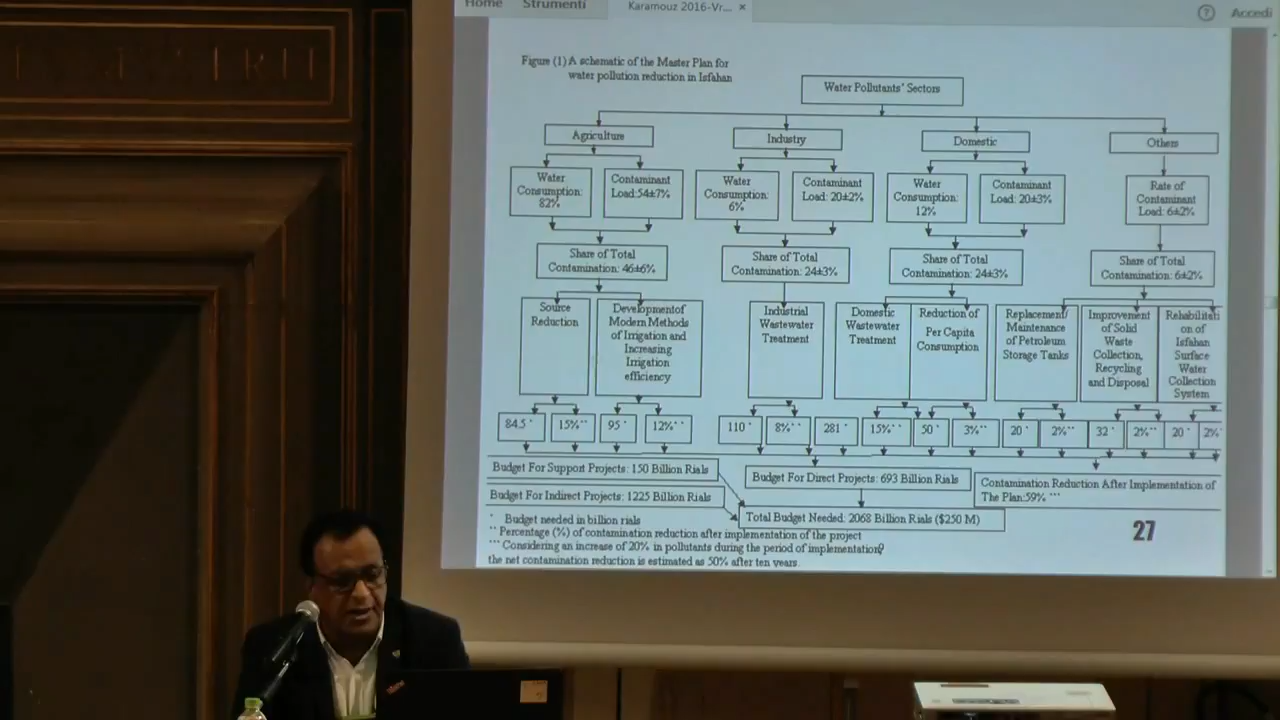 Home Strumenti Karamouz 2016-Vr... × ? Accedi
Figure (1) A schematic of the Master Plan for
water pollution reduction in Isfahan
Water Pollutants' Sectors
Agriculture
Industry
Domestic
Others
Water
Consumption:
82%
Contaminant
Load:54±7%
Water
Consumption:
6%
Contaminant
Load: 20±2%
Water
Consumption:
12%
Contaminant
Load: 20±3%
Rate of
Contaminant
Load: 6±2%
Share of Total
Contamination: 46±6%
Share of Total
Contamination: 24±3%
Share of Total
Contamination: 24±3%
Share of Total
Contamination: 6±2%
Source
Reduction
Developmentof
Modern Methods
of Irrigation and
Increasing
Irrigation
efficiency
Industrial
Wastewater
Treatment
Domestic
Wastewater
Treatment
Reduction of
Per Capita
Consumption
Replacement/
Maintenance
of Petroleum
Storage Tanks
Improvement
of Solid
Waste
Collection,
Recycling
and Disposal
Rehabilitati
on of
Isfahan
Surface
Water
Collection
System
84.5 * 15%** 95 * 12%** 110 * 8%** 281 * 15%** 50 * 3%** 20 * 2%** 32 * 2%** 20 * 2%*
Budget For Support Projects: 150 Billion Rials
Budget For Direct Projects: 693 Billion Rials
Contamination Reduction After Implementation of
The Plan:59% ***
Budget For Indirect Projects: 1225 Billion Rials
Total Budget Needed: 2068 Billion Rials ($250 M)
* Budget needed in billion rials
** Percentage (%) of contamination reduction after implementation of the project
*** Considering an increase of 20% in pollutants during the period of implementation,
the net contamination reduction is estimated as 50% after ten years.
27